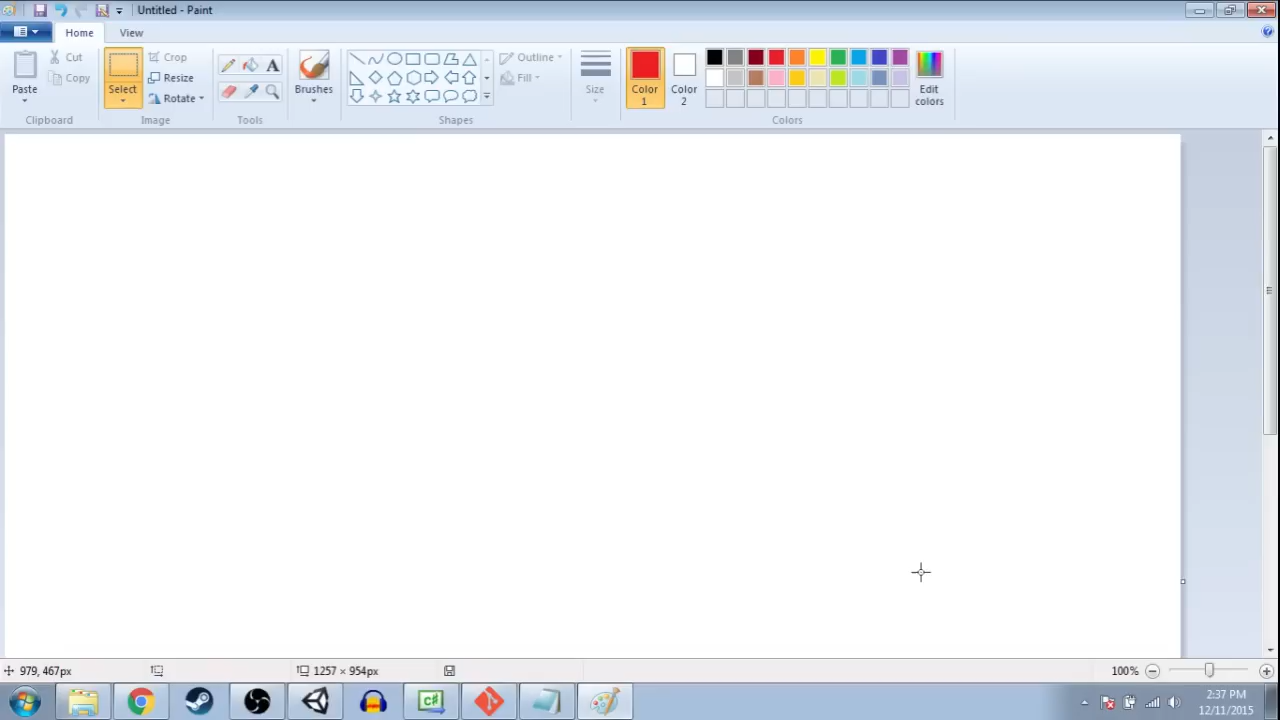 Untitled - Paint
Home View
Paste Cut Copy Clipboard
Select Crop Resize Rotate Image
Tools
Brushes
Shapes Outline Fill
Size
Color 1 Color 2 Edit colors Colors
A
979, 467px 1257 × 954px 100%
C#
2:37 PM
12/11/2015